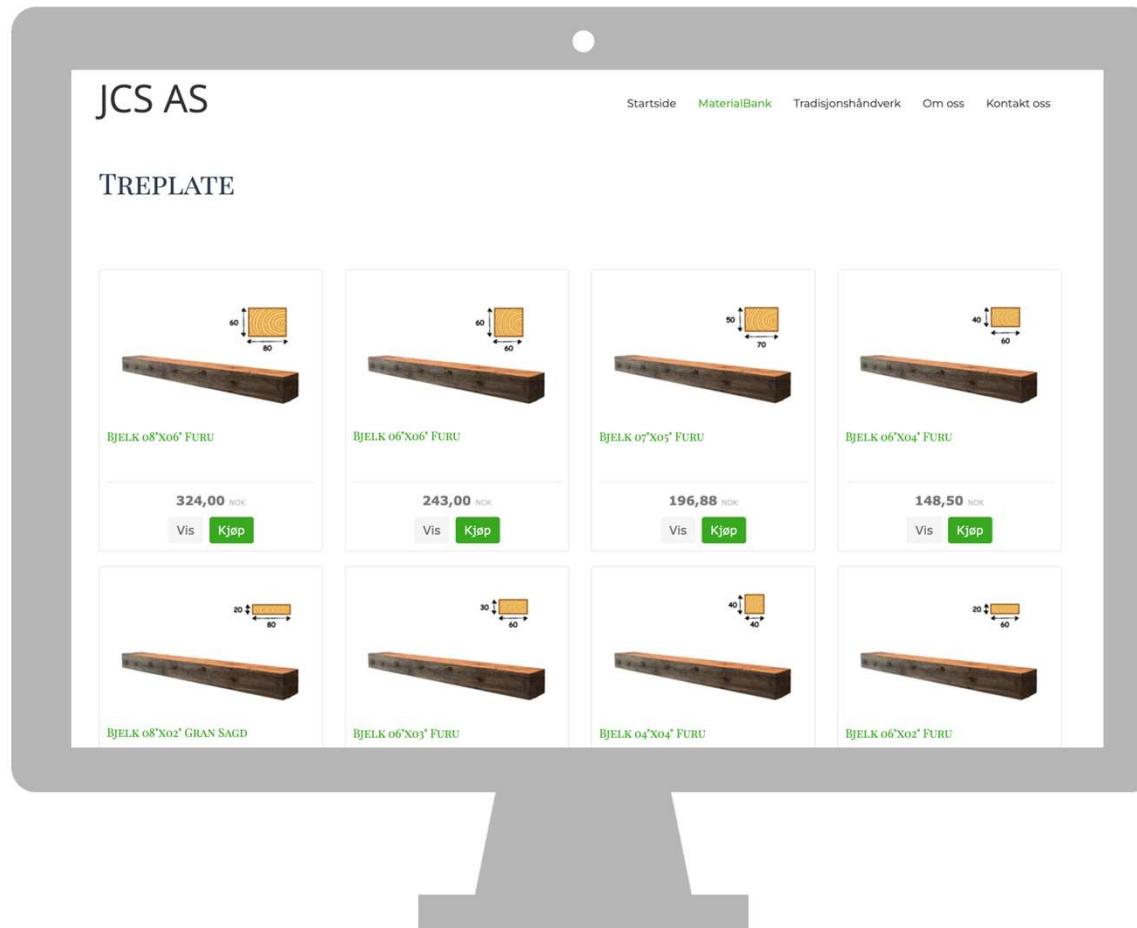 JCS AS
Startside MaterialBank Tradisjonshåndverk Om oss Kontakt oss
Treplate
60
80
60
60
50
70
40
60
Bjelk 08"x06" Furu
Bjelk 06"x06" Furu
Bjelk 07"x05" Furu
Bjelk 06"x04" Furu
324,00 NOK
243,00 NOK
196,88 NOK
148,50 NOK
Vis Kjøp
Vis Kjøp
Vis Kjøp
Vis Kjøp
20
80
30
60
40
40
20
60
Bjelk 08"x02" Gran Sagd
Bjelk 06"x03" Furu
Bjelk 04"x04" Furu
Bjelk 06"x02" Furu